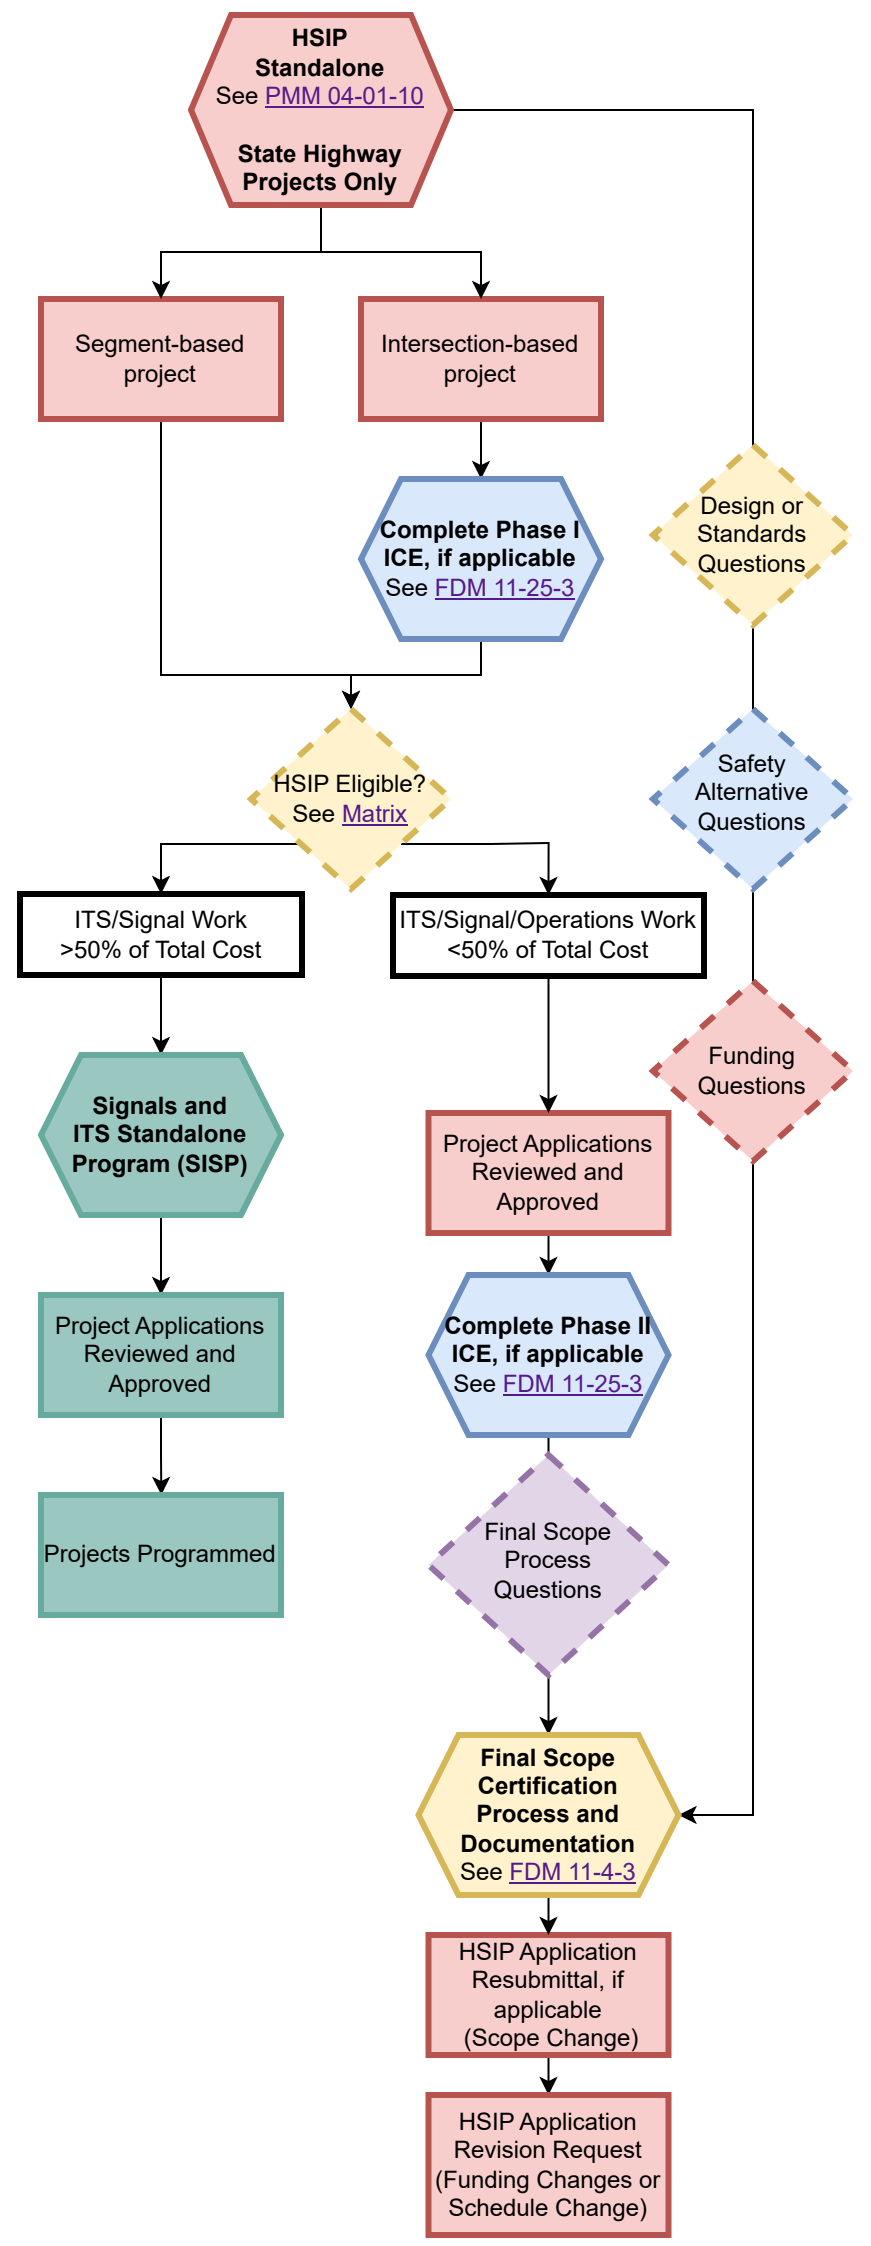 HSIP
Standalone
See PMM 04-01-10
State Highway
Projects Only
Segment-based
project
Intersection-based
project
Complete Phase I
ICE, if applicable
See FDM 11-25-3
Design or
Standards
Questions
HSIP Eligible?
See Matrix
Safety
Alternative
Questions
ITS/Signal Work
>50% of Total Cost
ITS/Signal/Operations Work
<50% of Total Cost
Funding
Questions
Signals and
ITS Standalone
Program (SISP)
Project Applications
Reviewed and
Approved
Project Applications
Reviewed and
Approved
Complete Phase II
ICE, if applicable
See FDM 11-25-3
Projects Programmed
Final Scope
Process
Questions
Final Scope
Certification
Process and
Documentation
See FDM 11-4-3
HSIP Application
Resubmittal, if
applicable
(Scope Change)
HSIP Application
Revision Request
(Funding Changes or
Schedule Change)